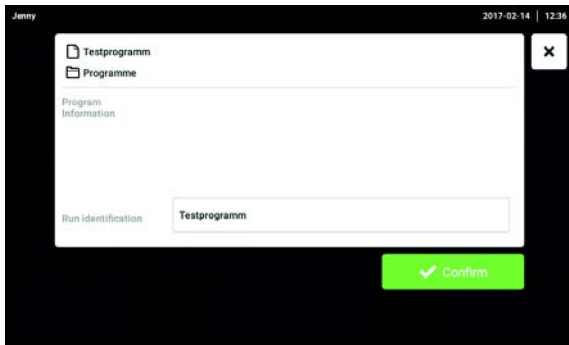 Jenny 2017-02-14 | 12:36
Testprogramm
Programme
Program
Information
Run identification Testprogramm
Confirm